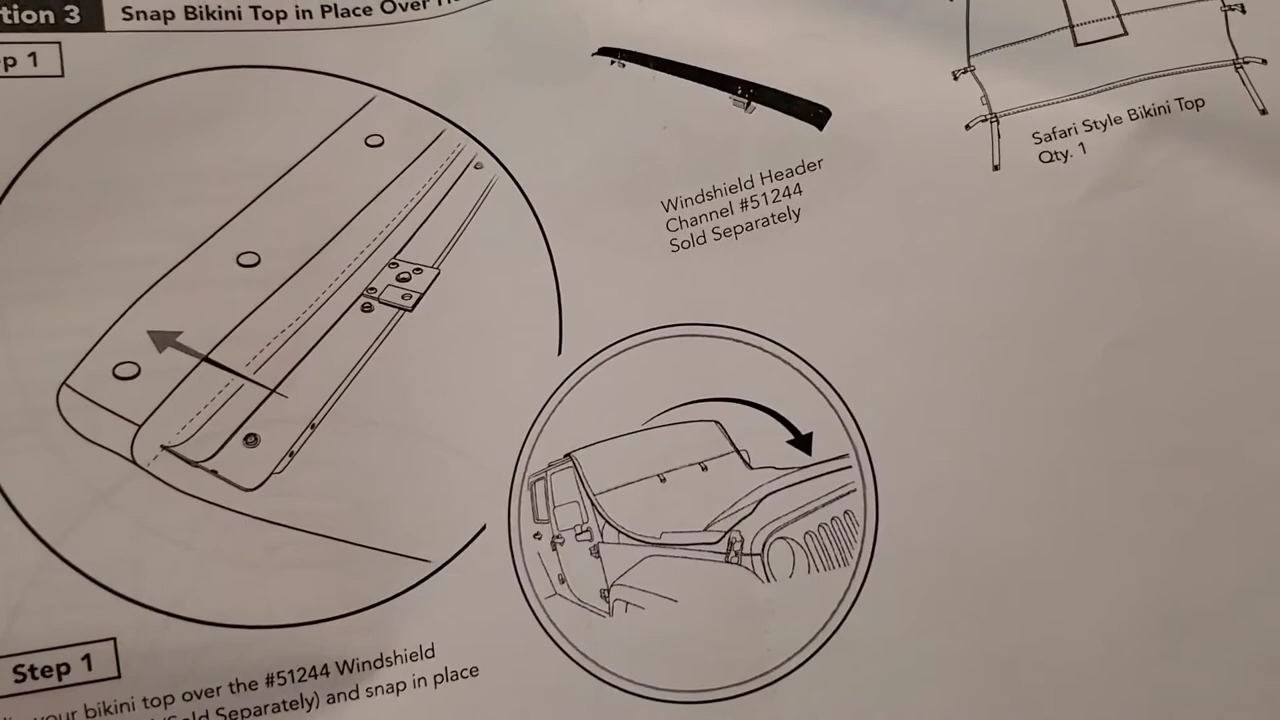 tion 3 Snap Bikini Top in Place Over
p 1
Windshield Header
Channel #51244
Sold Separately
Safari Style Bikini Top
Qty. 1
Step 1
your bikini top over the #51244 Windshield
Separately) and snap in place